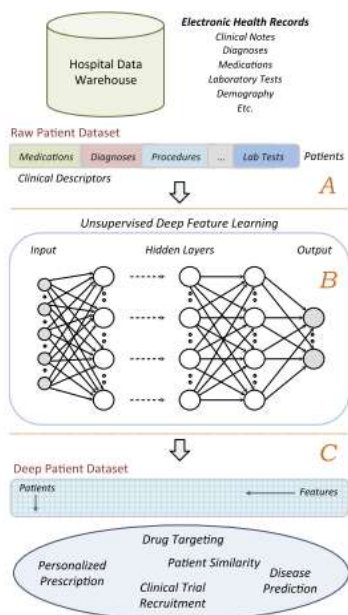 Electronic Health Records
Hospital Data
Warehouse
Clinical Notes
Diagnoses
Medications
Laboratory Tests
Demography
Etc.
Raw Patient Dataset
Medications Diagnoses Procedures ... Lab Tests Patients
Clinical Descriptors
A
Unsupervised Deep Feature Learning
Input Hidden Layers Output
B
C
Deep Patient Dataset
Patients Features
Drug Targeting
Personalized
Prescription
Patient Similarity
Disease
Prediction
Clinical Trial
Recruitment